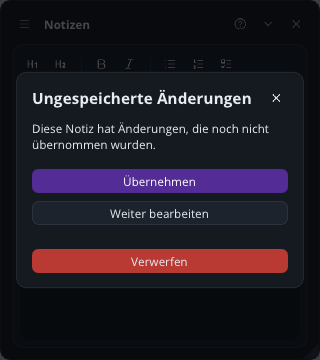 Notizen
H1 H2 B I
Ungespeicherte Änderungen
Diese Notiz hat Änderungen, die noch nicht
übernommen wurden.
Übernehmen
Weiter bearbeiten
Verwerfen